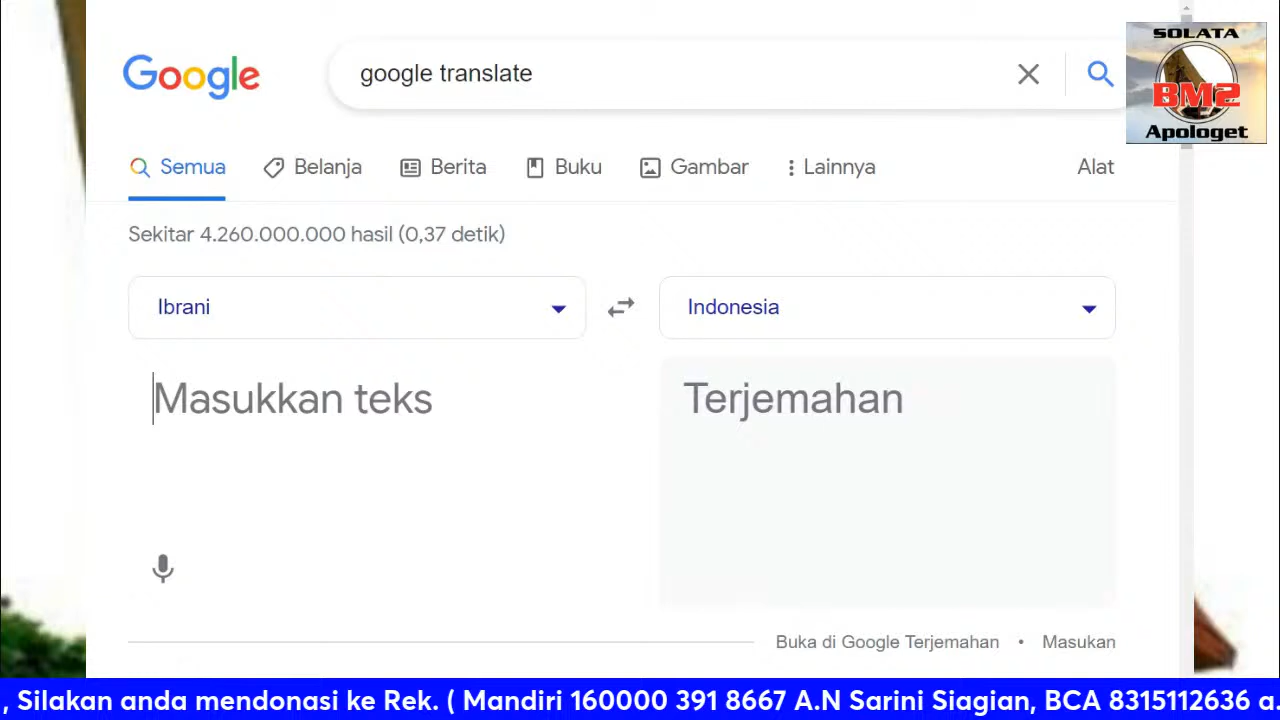 SOLATA
BM2
Apologet
Google
google translate
Semua
Belanja
Berita
Buku
Gambar
Lainnya
Alat
Sekitar 4.260.000.000 hasil (0,37 detik)
Ibrani
Indonesia
Masukkan teks
Terjemahan
Buka di Google Terjemahan • Masukan
, Silakan anda mendonasi ke Rek. ( Mandiri 160000 391 8667 A.N Sarini Siagian, BCA 8315112636 a.